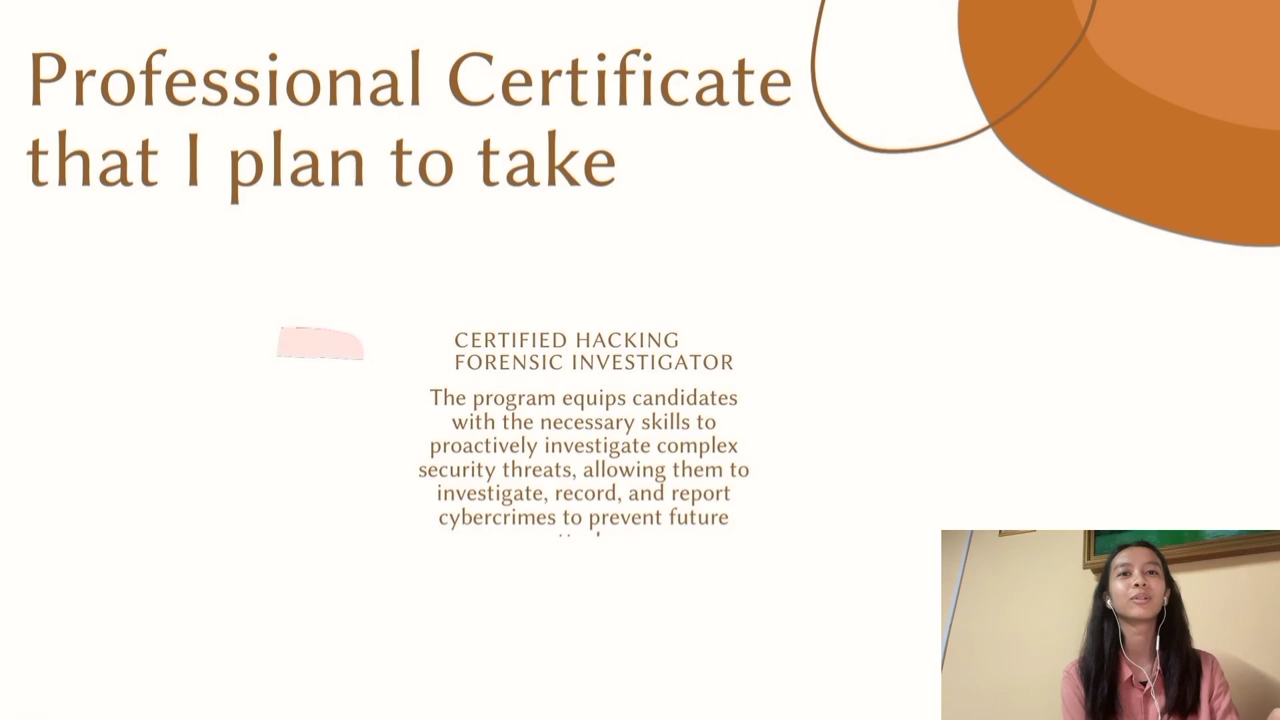 Professional Certificate
that I plan to take
CERTIFIED HACKING
FORENSIC INVESTIGATOR
The program equips candidates
with the necessary skills to
proactively investigate complex
security threats, allowing them to
investigate, record, and report
cybercrimes to prevent future